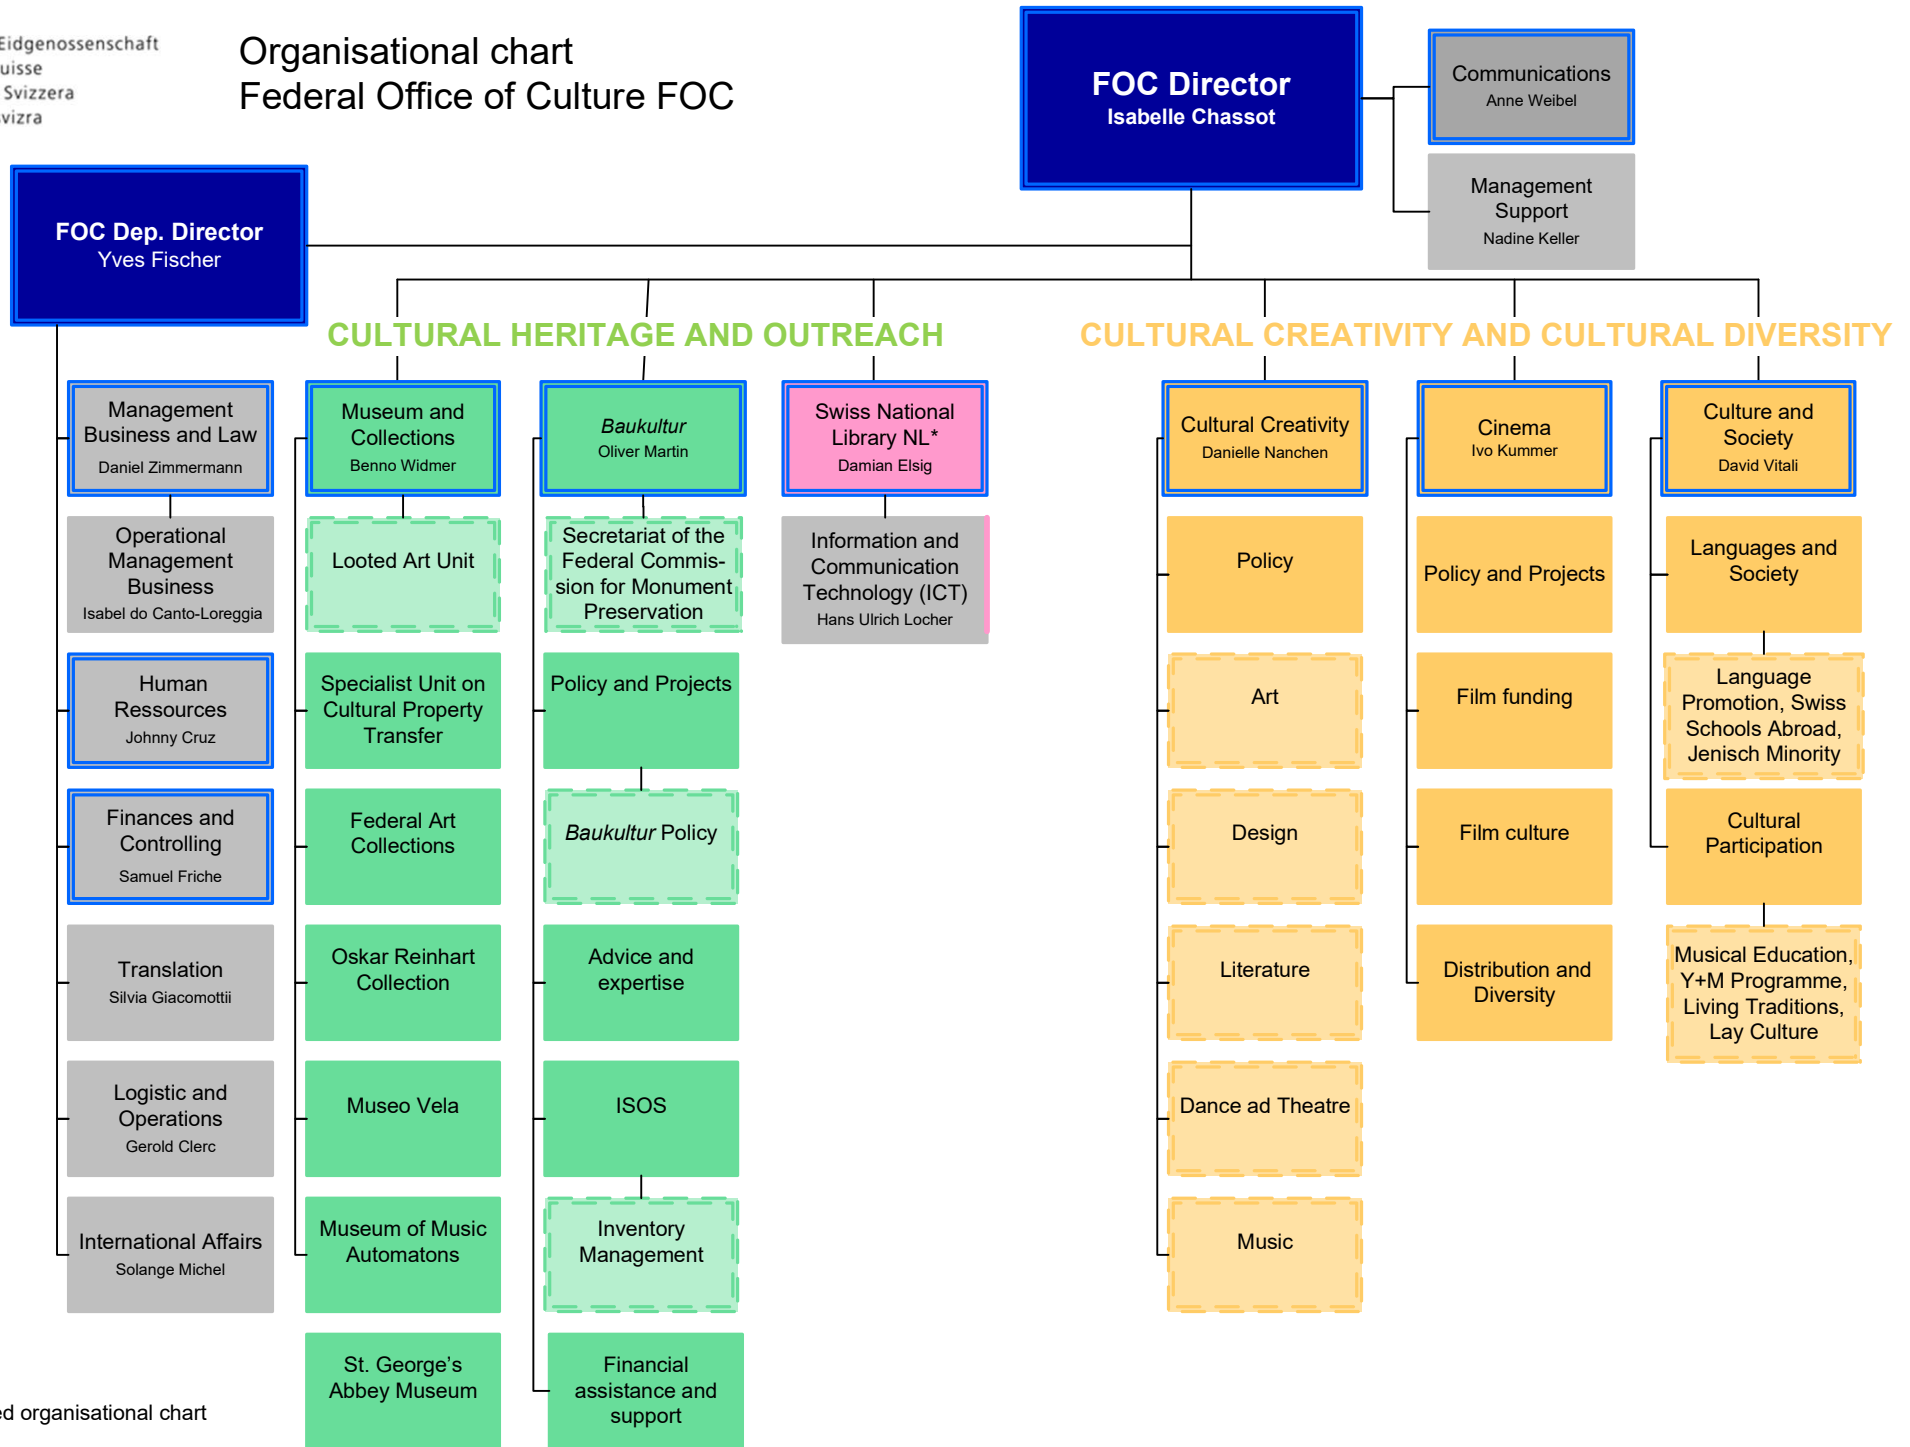 Eidgenossenschaft
uisse
Svizzera
vizra
Organisational chart
Federal Office of Culture FOC
FOC Director
Isabelle Chassot
Communications
Anne Weibel
Management
Support
Nadine Keller
FOC Dep. Director
Yves Fischer
CULTURAL HERITAGE AND OUTREACH
CULTURAL CREATIVITY AND CULTURAL DIVERSITY
Management
Business and Law
Daniel Zimmermann
Operational
Management
Business
Isabel do Canto-Loreggia
Human
Ressources
Johnny Cruz
Finances and
Controlling
Samuel Friche
Translation
Silvia Giacomottii
Logistic and
Operations
Gerold Clerc
International Affairs
Solange Michel
Museum and
Collections
Benno Widmer
Looted Art Unit
Specialist Unit on
Cultural Property
Transfer
Federal Art
Collections
Oskar Reinhart
Collection
Museo Vela
Museum of Music
Automatons
St. George's
Abbey Museum
Baukultur
Oliver Martin
Secretariat of the
Federal Commis-
sion for Monument
Preservation
Policy and Projects
Baukultur Policy
Advice and
expertise
ISOS
Inventory
Management
Financial
assistance and
support
Swiss National
Library NL*
Damian Elsig
Information and
Communication
Technology (ICT)
Hans Ulrich Locher
Cultural Creativity
Danielle Nanchen
Policy
Art
Design
Literature
Dance ad Theatre
Music
Cinema
Ivo Kummer
Policy and Projects
Film funding
Film culture
Distribution and
Diversity
Culture and
Society
David Vitali
Languages and
Society
Language
Promotion, Swiss
Schools Abroad,
Jenisch Minority
Cultural
Participation
Musical Education,
Y+M Programme,
Living Traditions,
Lay Culture
ed organisational chart